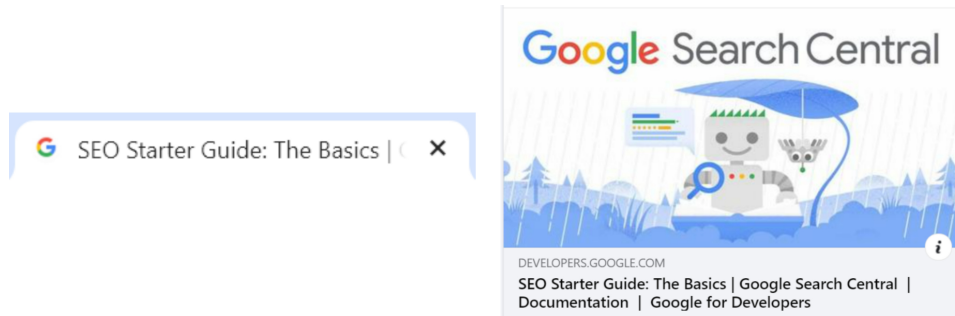 SEO Starter Guide: The Basics |
Google Search Central
DEVELOPERS.GOOGLE.COM
SEO Starter Guide: The Basics | Google Search Central |
Documentation | Google for Developers